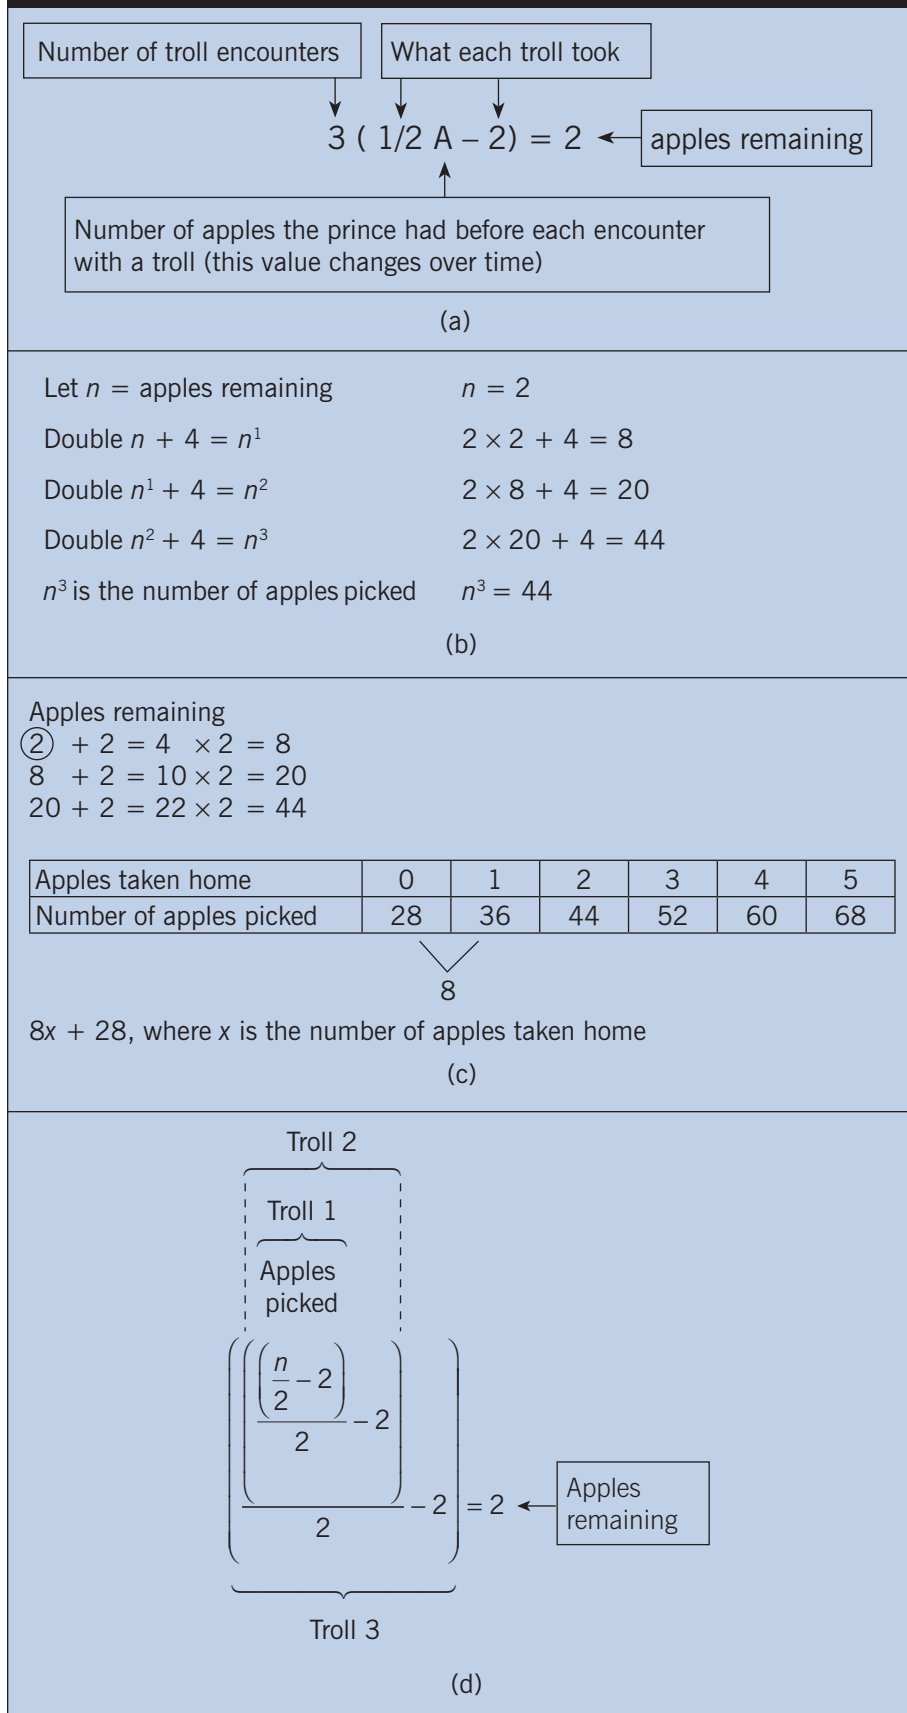 Number of troll encounters
What each troll took
3 ( 1/2 A – 2) = 2
apples remaining
Number of apples the prince had before each encounter
with a troll (this value changes over time)
(a)
Let n = apples remaining n = 2
Double n + 4 = n¹ 2 × 2 + 4 = 8
Double n¹ + 4 = n² 2 × 8 + 4 = 20
Double n² + 4 = n³ 2 × 20 + 4 = 44
n³ is the number of apples picked n³ = 44
(b)
Apples remaining
2 + 2 = 4 × 2 = 8
8 + 2 = 10 × 2 = 20
20 + 2 = 22 × 2 = 44
Apples taken home 0 1 2 3 4 5
Number of apples picked 28 36 44 52 60 68
8
8x + 28, where x is the number of apples taken home
(c)
Troll 2
Troll 1
Apples
picked
(((n/2 – 2)/2 – 2)/2 – 2) = 2
Apples
remaining
Troll 3
(d)